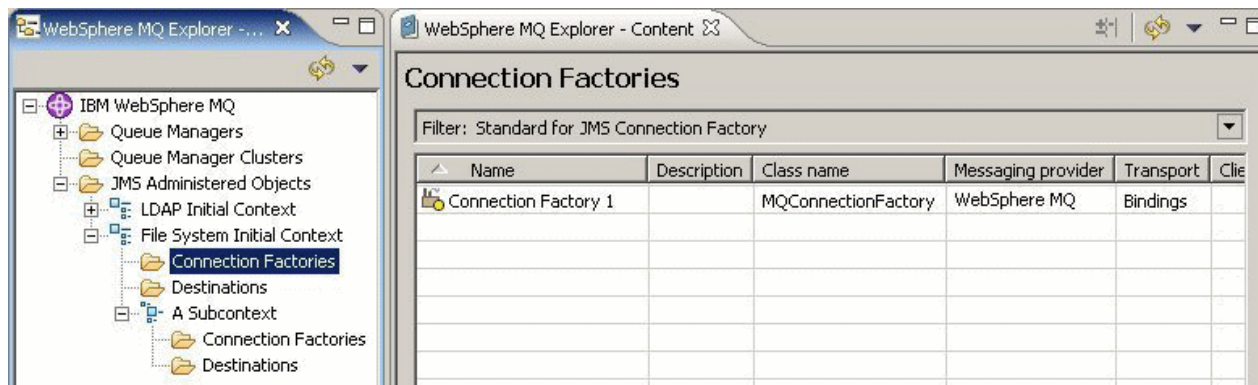 WebSphere MQ Explorer -...
IBM WebSphere MQ
Queue Managers
Queue Manager Clusters
JMS Administered Objects
LDAP Initial Context
File System Initial Context
Connection Factories
Destinations
A Subcontext
Connection Factories
Destinations
WebSphere MQ Explorer - Content
Connection Factories
Filter: Standard for JMS Connection Factory
Name Description Class name Messaging provider Transport Clie
Connection Factory 1 MQConnectionFactory WebSphere MQ Bindings